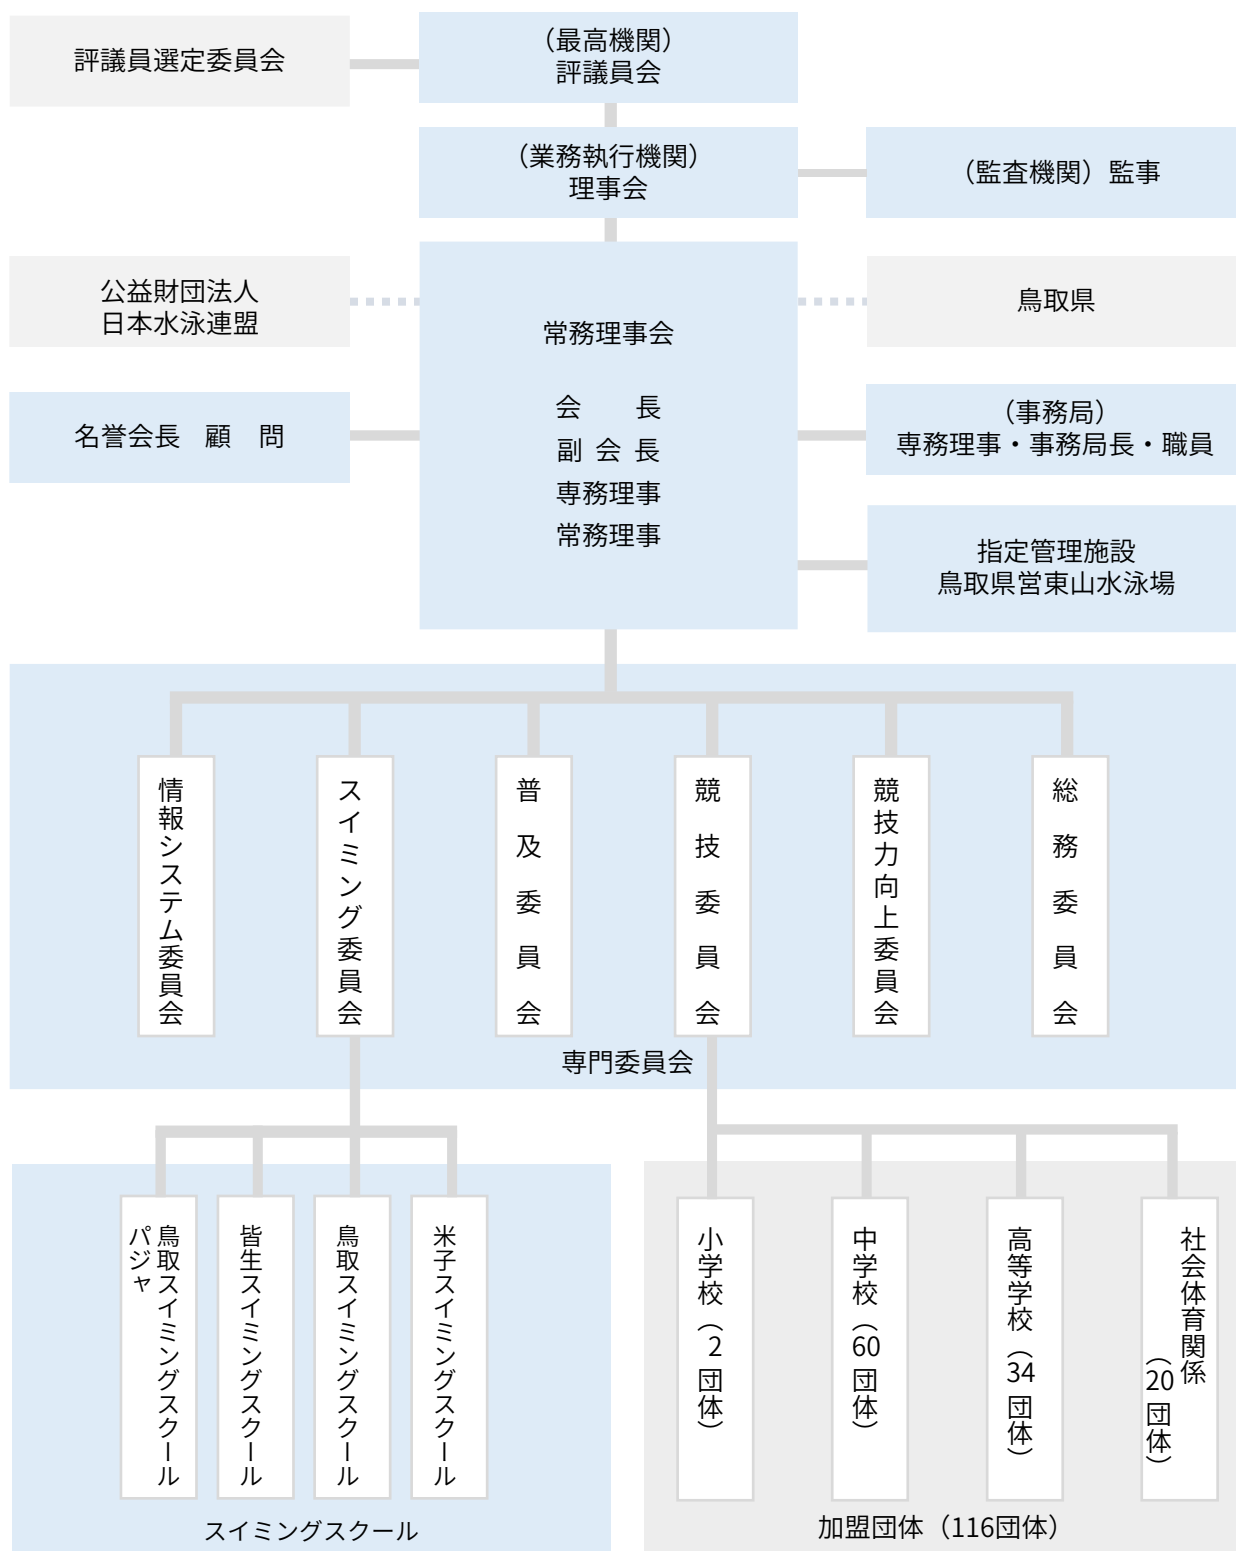 評議員選定委員会
（最高機関）
評議員会
（業務執行機関）
理事会
（監査機関）監事
公益財団法人
日本水泳連盟
鳥取県
常務理事会
会　　長
副 会 長
専務理事
常務理事
名誉会長　顧　問
（事務局）
専務理事・事務局長・職員
指定管理施設
鳥取県営東山水泳場
情報システム委員会
スイミング委員会
普及委員会
競技委員会
競技力向上委員会
総務委員会
専門委員会
鳥取スイミングスクール
パジャ
皆生スイミングスクール
鳥取スイミングスクール
米子スイミングスクール
スイミングスクール
小学校（2団体）
中学校（60団体）
高等学校（34団体）
社会体育関係
（20団体）
加盟団体（116団体）